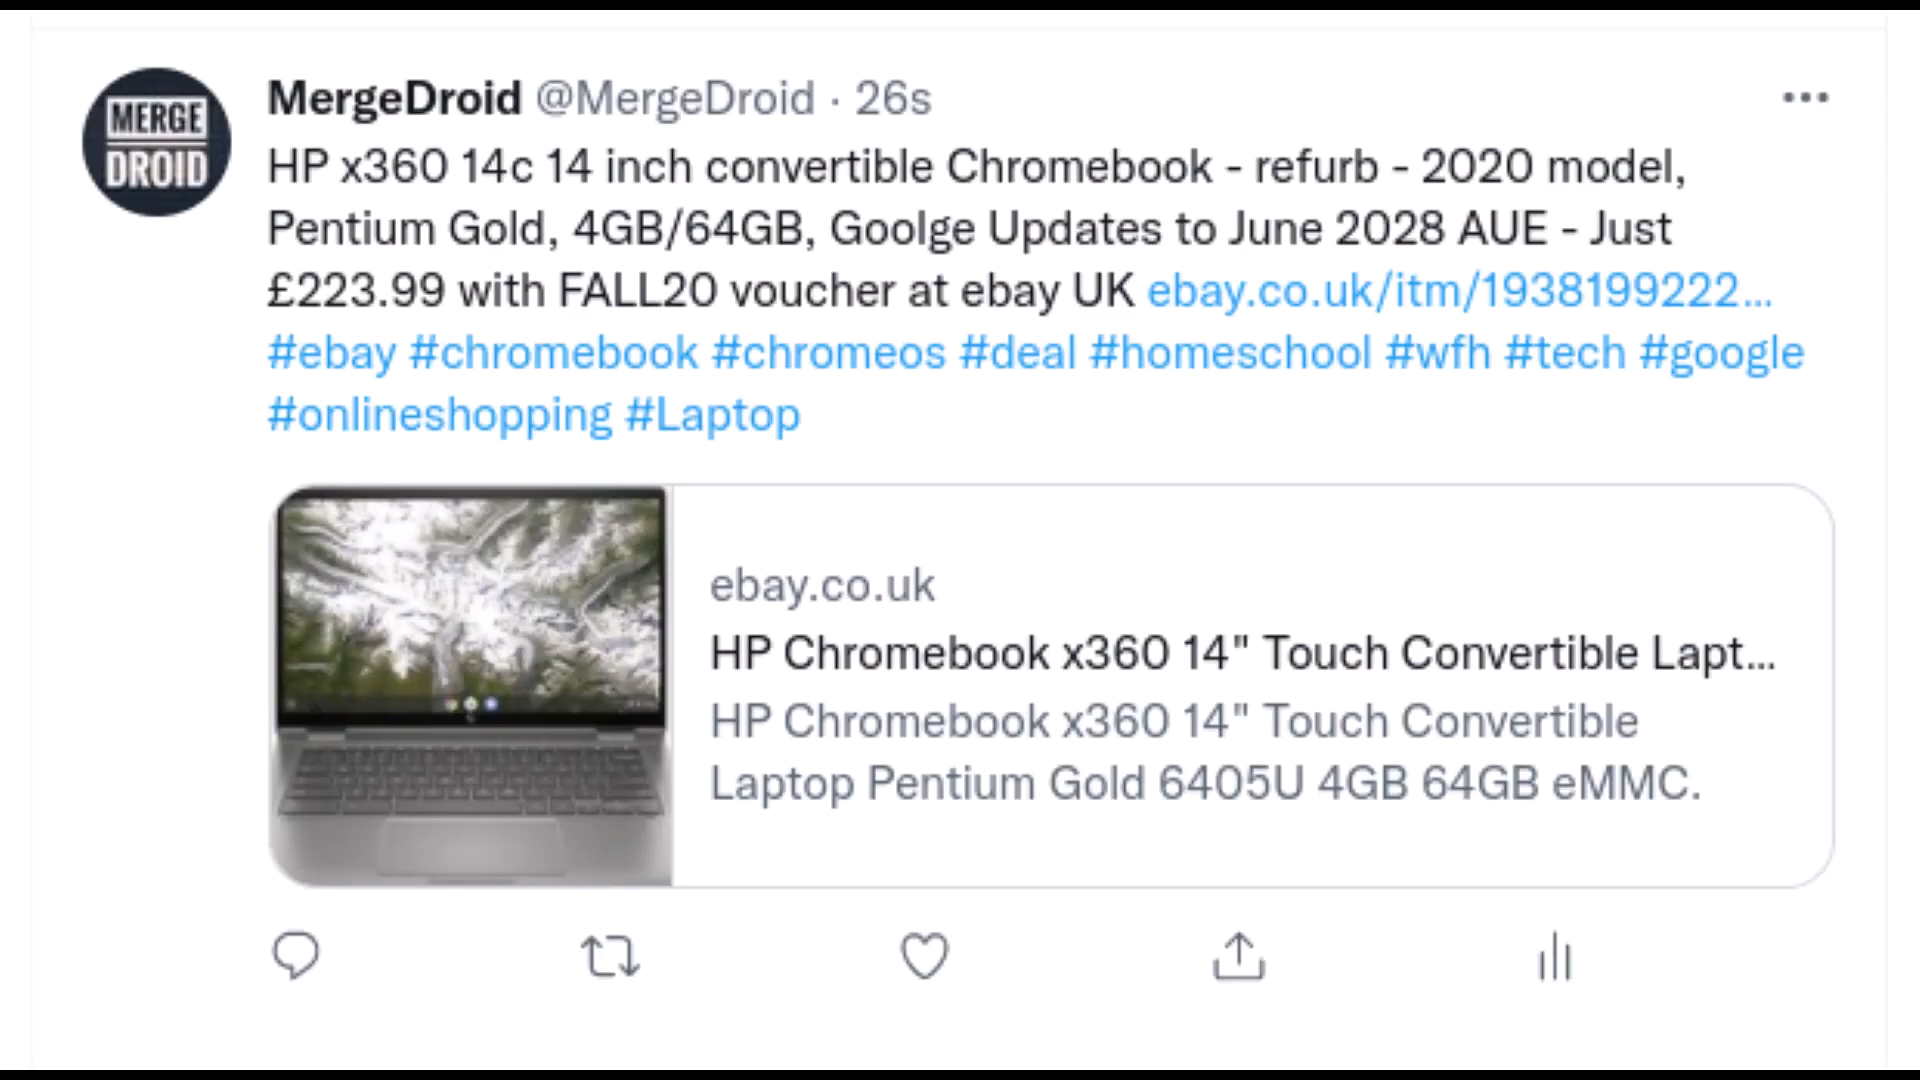 MERGE
DROID
MergeDroid @MergeDroid · 26s
HP x360 14c 14 inch convertible Chromebook - refurb - 2020 model,
Pentium Gold, 4GB/64GB, Goolge Updates to June 2028 AUE - Just
£223.99 with FALL20 voucher at ebay UK ebay.co.uk/itm/1938199222…
#ebay #chromebook #chromeos #deal #homeschool #wfh #tech #google
#onlineshopping #Laptop
ebay.co.uk
HP Chromebook x360 14" Touch Convertible Lapt...
HP Chromebook x360 14" Touch Convertible
Laptop Pentium Gold 6405U 4GB 64GB eMMC.